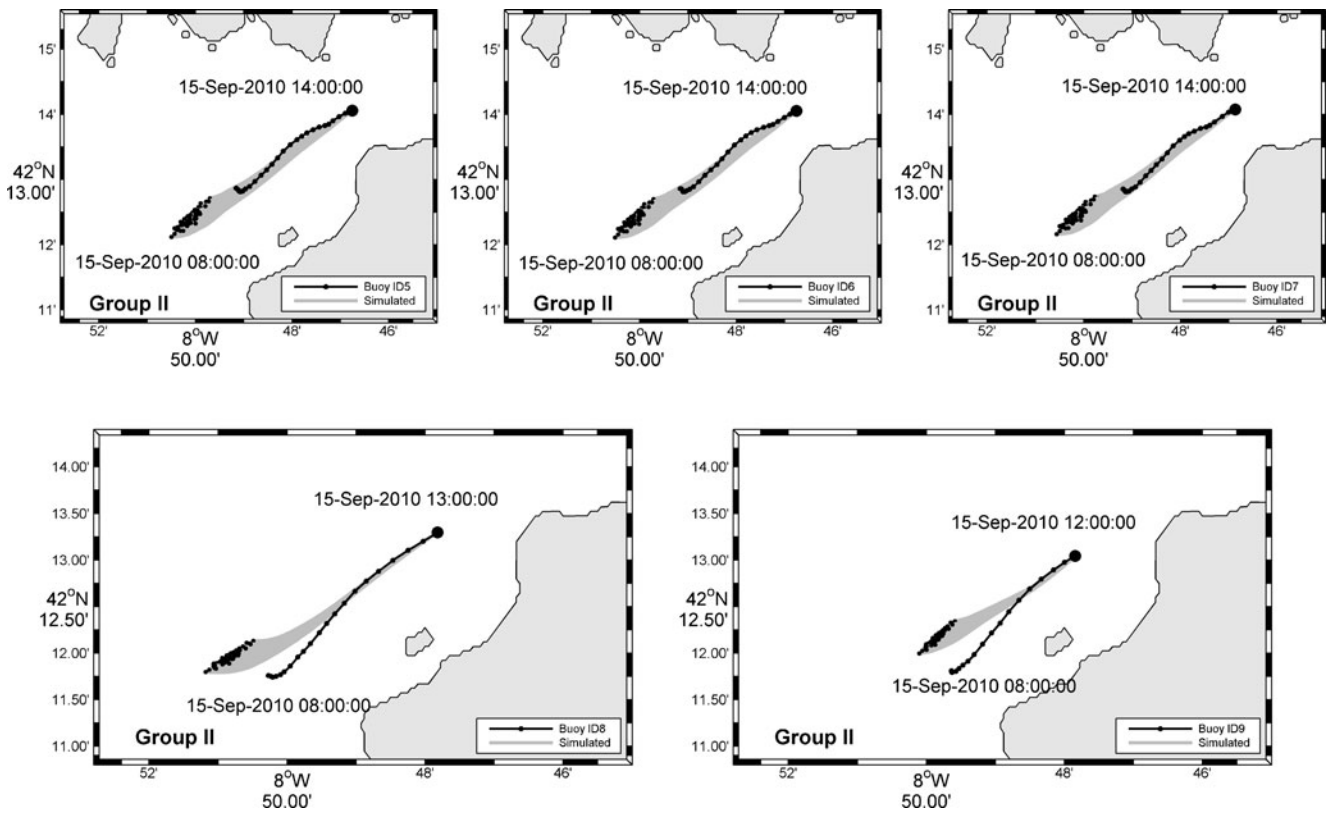 15'
15-Sep-2010 14:00:00
14'
42°N
13.00'
12'
15-Sep-2010 08:00:00
Group II
Buoy ID5
Simulated
11'
52'
8°W
50.00'
48'
46'
15'
15-Sep-2010 14:00:00
14'
42°N
13.00'
12'
15-Sep-2010 08:00:00
Group II
Buoy ID6
Simulated
11'
52'
8°W
50.00'
48'
46'
15'
15-Sep-2010 14:00:00
14'
42°N
13.00'
12'
15-Sep-2010 08:00:00
Group II
Buoy ID7
Simulated
11'
52'
8°W
50.00'
48'
46'
14.00'
13.50'
15-Sep-2010 13:00:00
13.00'
42°N
12.50'
12.00'
11.50'
15-Sep-2010 08:00:00
Group II
Buoy ID8
Simulated
11.00'
52'
8°W
50.00'
48'
46'
14.00'
13.50'
15-Sep-2010 12:00:00
13.00'
42°N
12.50'
12.00'
11.50'
15-Sep-2010 08:00:00
Group II
Buoy ID9
Simulated
11.00'
52'
8°W
50.00'
48'
46'